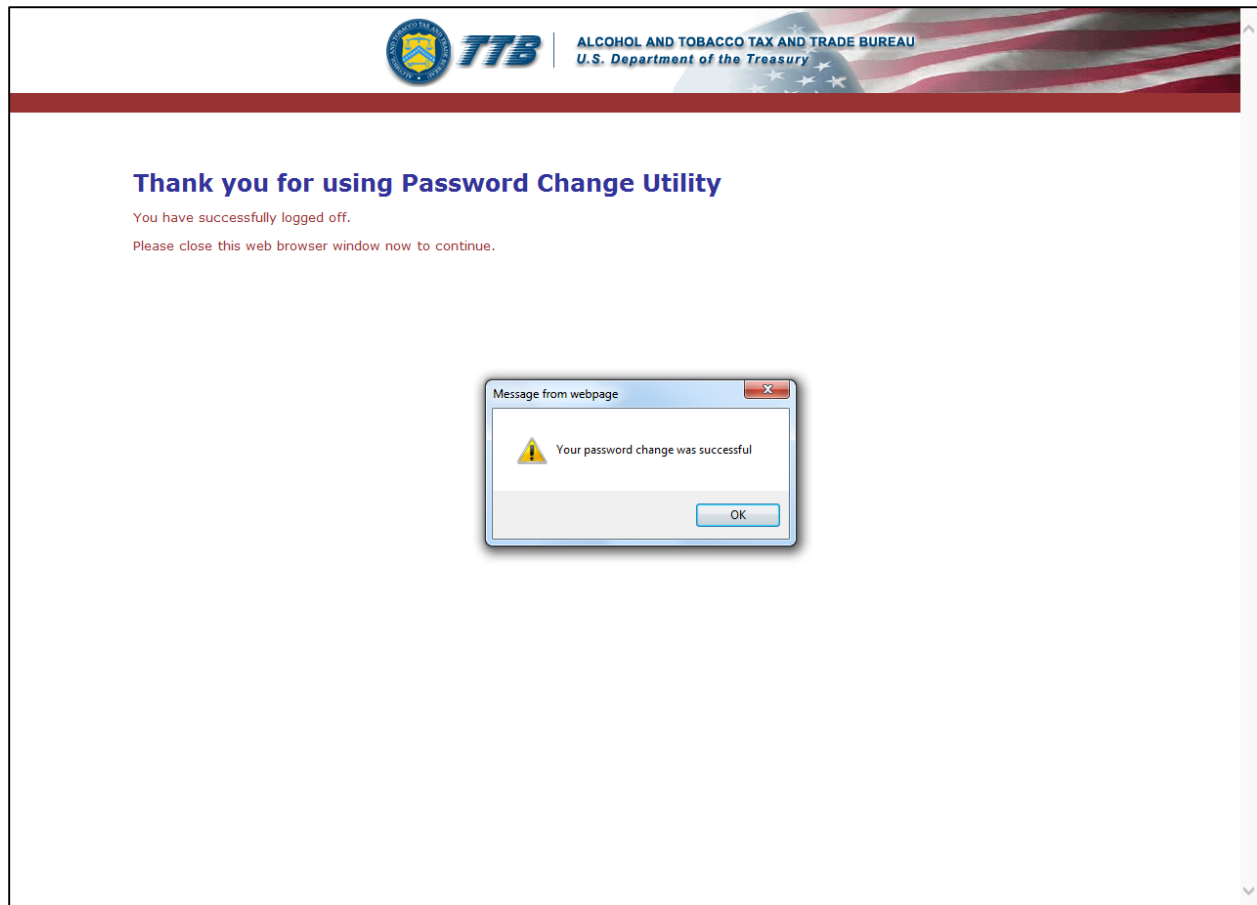 TTB
ALCOHOL AND TOBACCO TAX AND TRADE BUREAU
U.S. Department of the Treasury
Thank you for using Password Change Utility
You have successfully logged off.
Please close this web browser window now to continue.
Message from webpage
Your password change was successful
OK